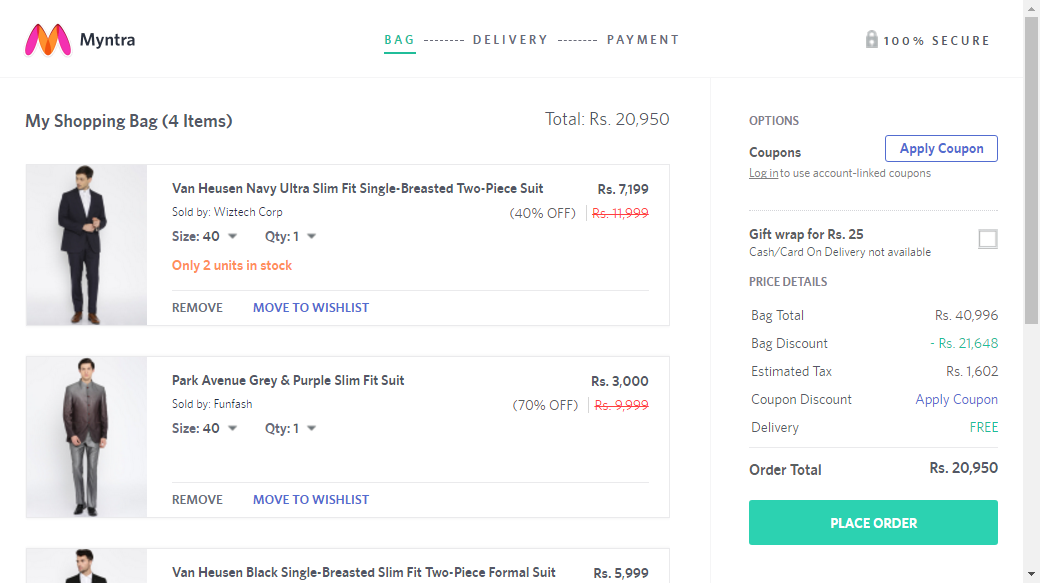 Myntra
BAG -------- DELIVERY -------- PAYMENT
100% SECURE
My Shopping Bag (4 Items)
Total: Rs. 20,950
Van Heusen Navy Ultra Slim Fit Single-Breasted Two-Piece Suit
Rs. 7,199
Sold by: Wiztech Corp
(40% OFF) Rs. 11,999
Size: 40 Qty: 1
Only 2 units in stock
REMOVE MOVE TO WISHLIST
Park Avenue Grey & Purple Slim Fit Suit
Rs. 3,000
Sold by: Funfash
(70% OFF) Rs. 9,999
Size: 40 Qty: 1
REMOVE MOVE TO WISHLIST
Van Heusen Black Single-Breasted Slim Fit Two-Piece Formal Suit
Rs. 5,999
OPTIONS
Coupons
Apply Coupon
Log in to use account-linked coupons
Gift wrap for Rs. 25
Cash/Card On Delivery not available
PRICE DETAILS
Bag Total Rs. 40,996
Bag Discount - Rs. 21,648
Estimated Tax Rs. 1,602
Coupon Discount Apply Coupon
Delivery FREE
Order Total Rs. 20,950
PLACE ORDER